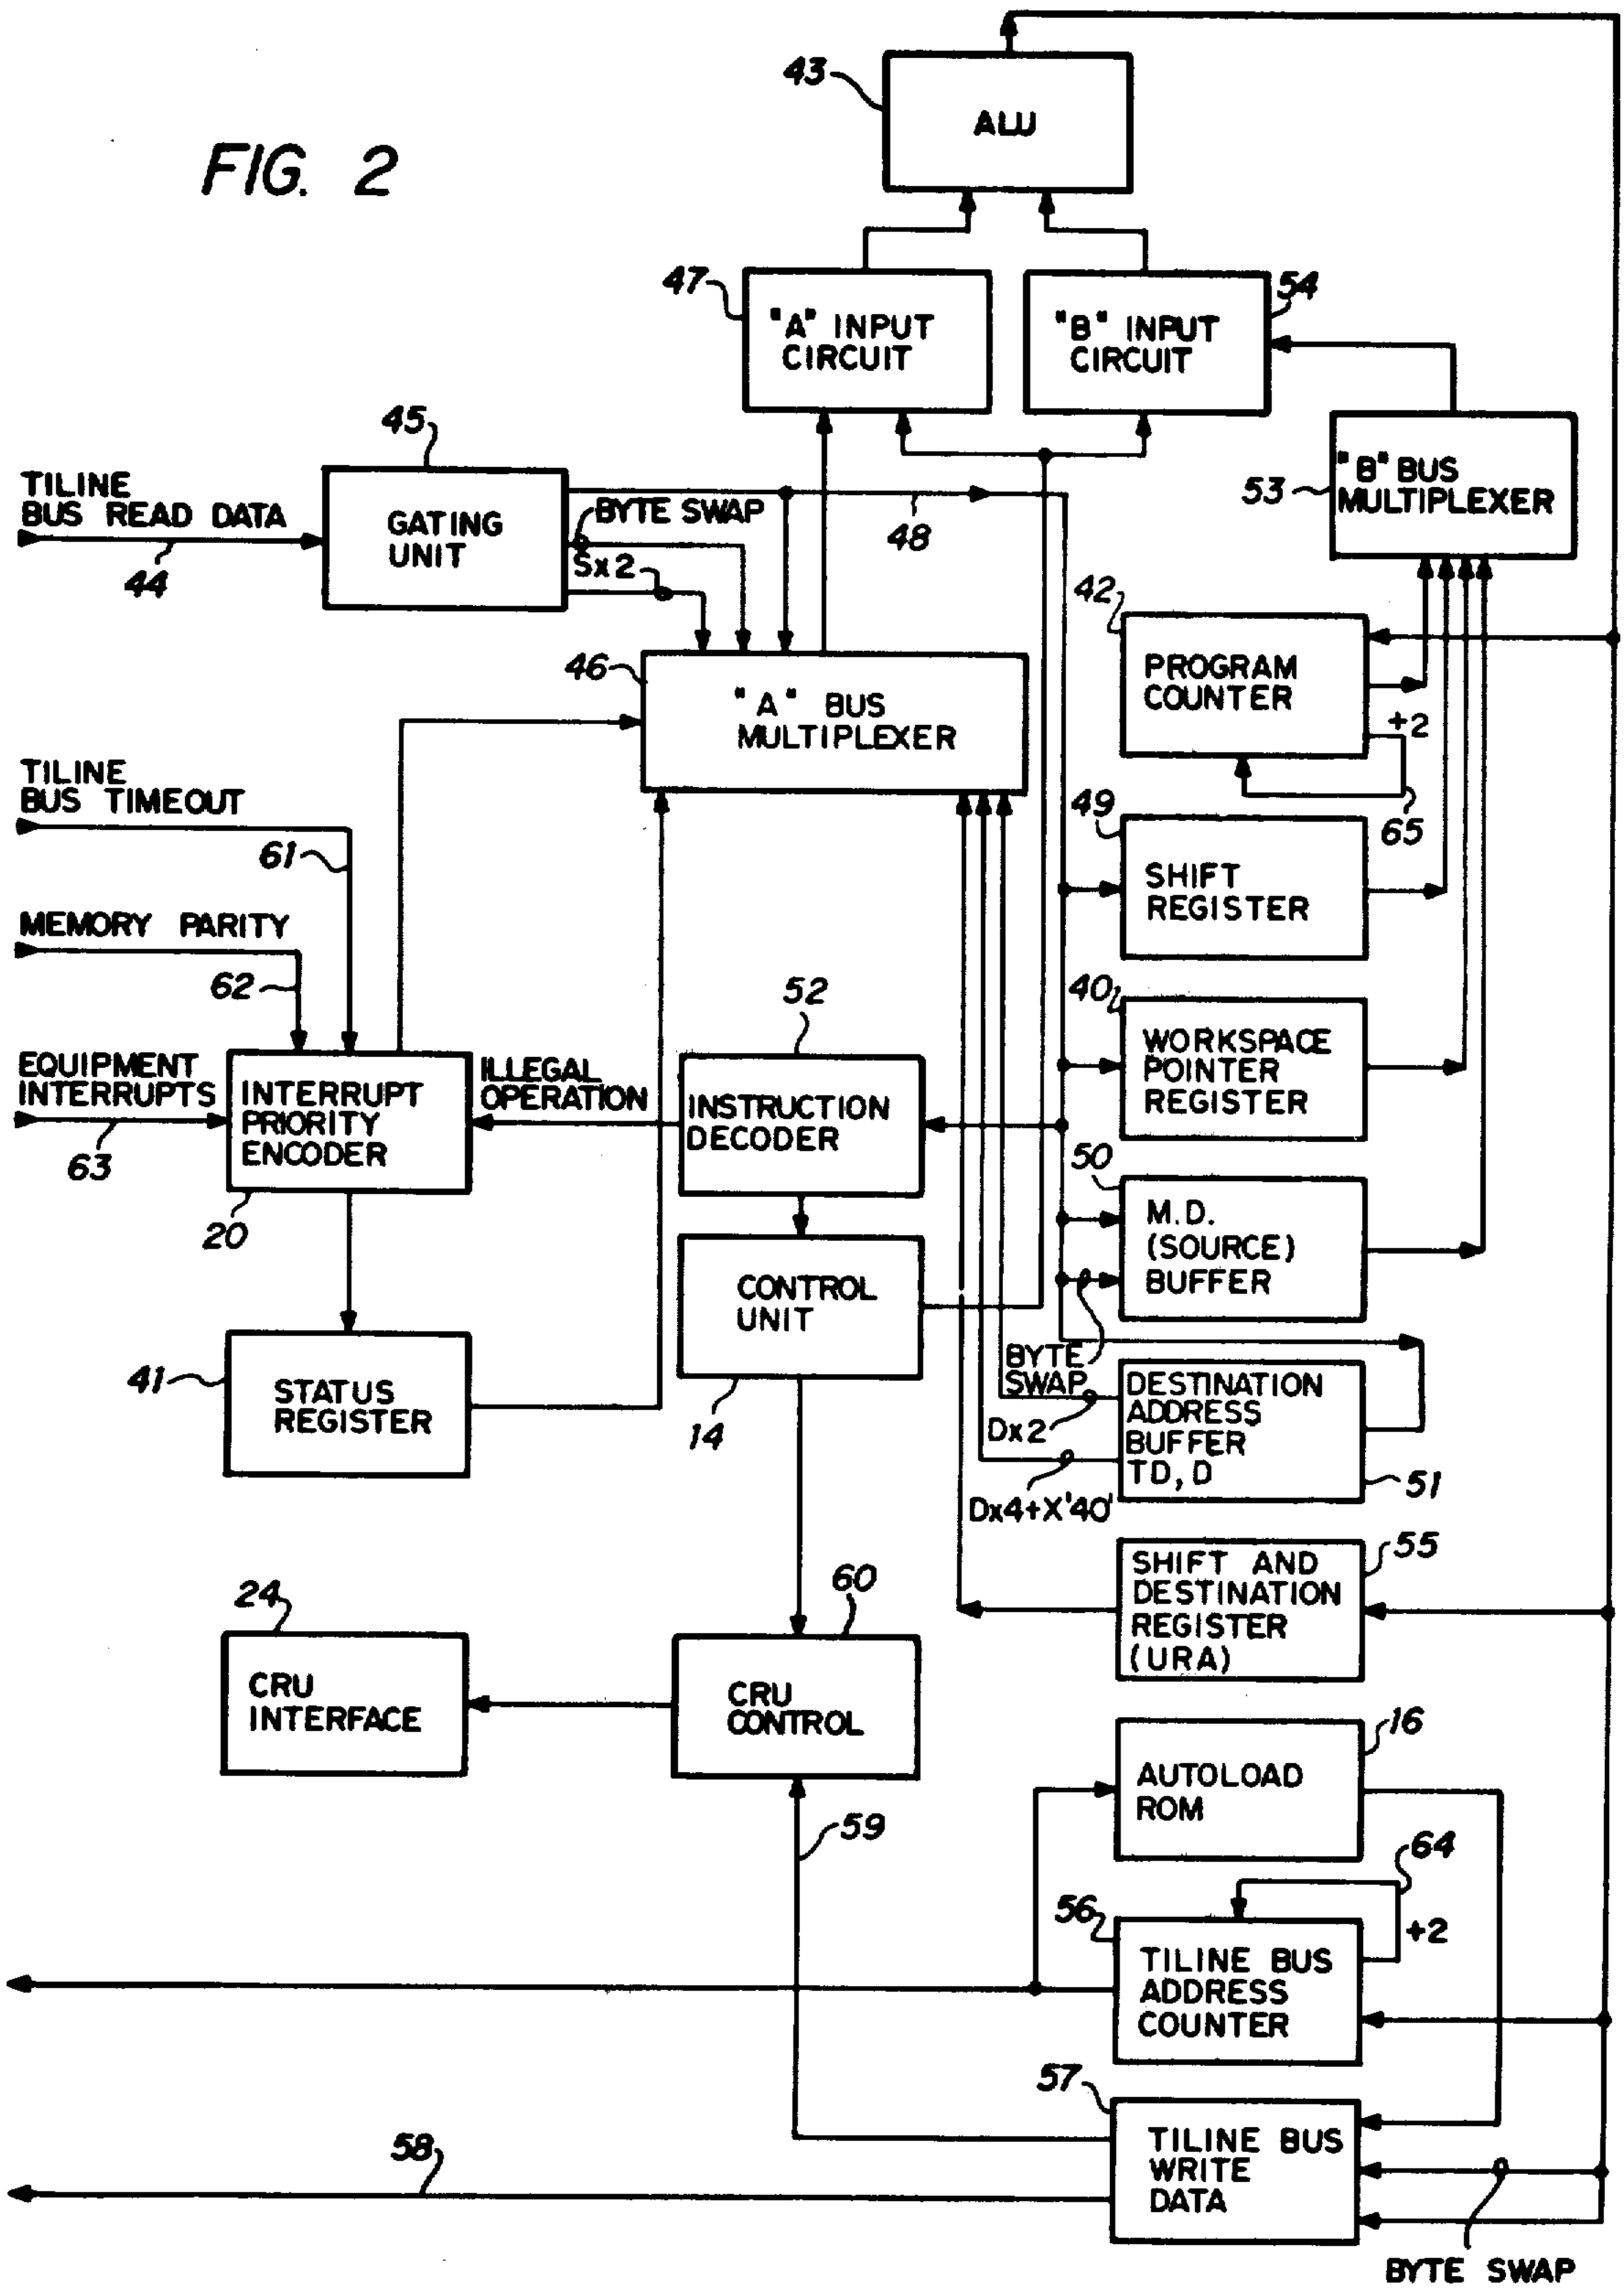 FIG. 2
43
ALU
47
"A" INPUT
CIRCUIT
54
"B" INPUT
CIRCUIT
45
TILINE
BUS READ DATA
44
GATING
UNIT
BYTE SWAP
Sx2
48
53
"B" BUS
MULTIPLEXER
46
"A" BUS
MULTIPLEXER
42
PROGRAM
COUNTER
+2
65
TILINE
BUS TIMEOUT
61
49
SHIFT
REGISTER
MEMORY PARITY
62
52
40
WORKSPACE
POINTER
REGISTER
EQUIPMENT
INTERRUPTS
63
INTERRUPT
PRIORITY
ENCODER
20
ILLEGAL
OPERATION
INSTRUCTION
DECODER
50
M.D.
(SOURCE)
BUFFER
CONTROL
UNIT
14
41
STATUS
REGISTER
BYTE
SWAP
Dx2
Dx4+X'40'
DESTINATION
ADDRESS
BUFFER
TD, D
51
55
SHIFT AND
DESTINATION
REGISTER
(URA)
24
CRU
INTERFACE
60
CRU
CONTROL
16
AUTOLOAD
ROM
59
64
+2
56
TILINE BUS
ADDRESS
COUNTER
57
TILINE BUS
WRITE
DATA
58
BYTE SWAP